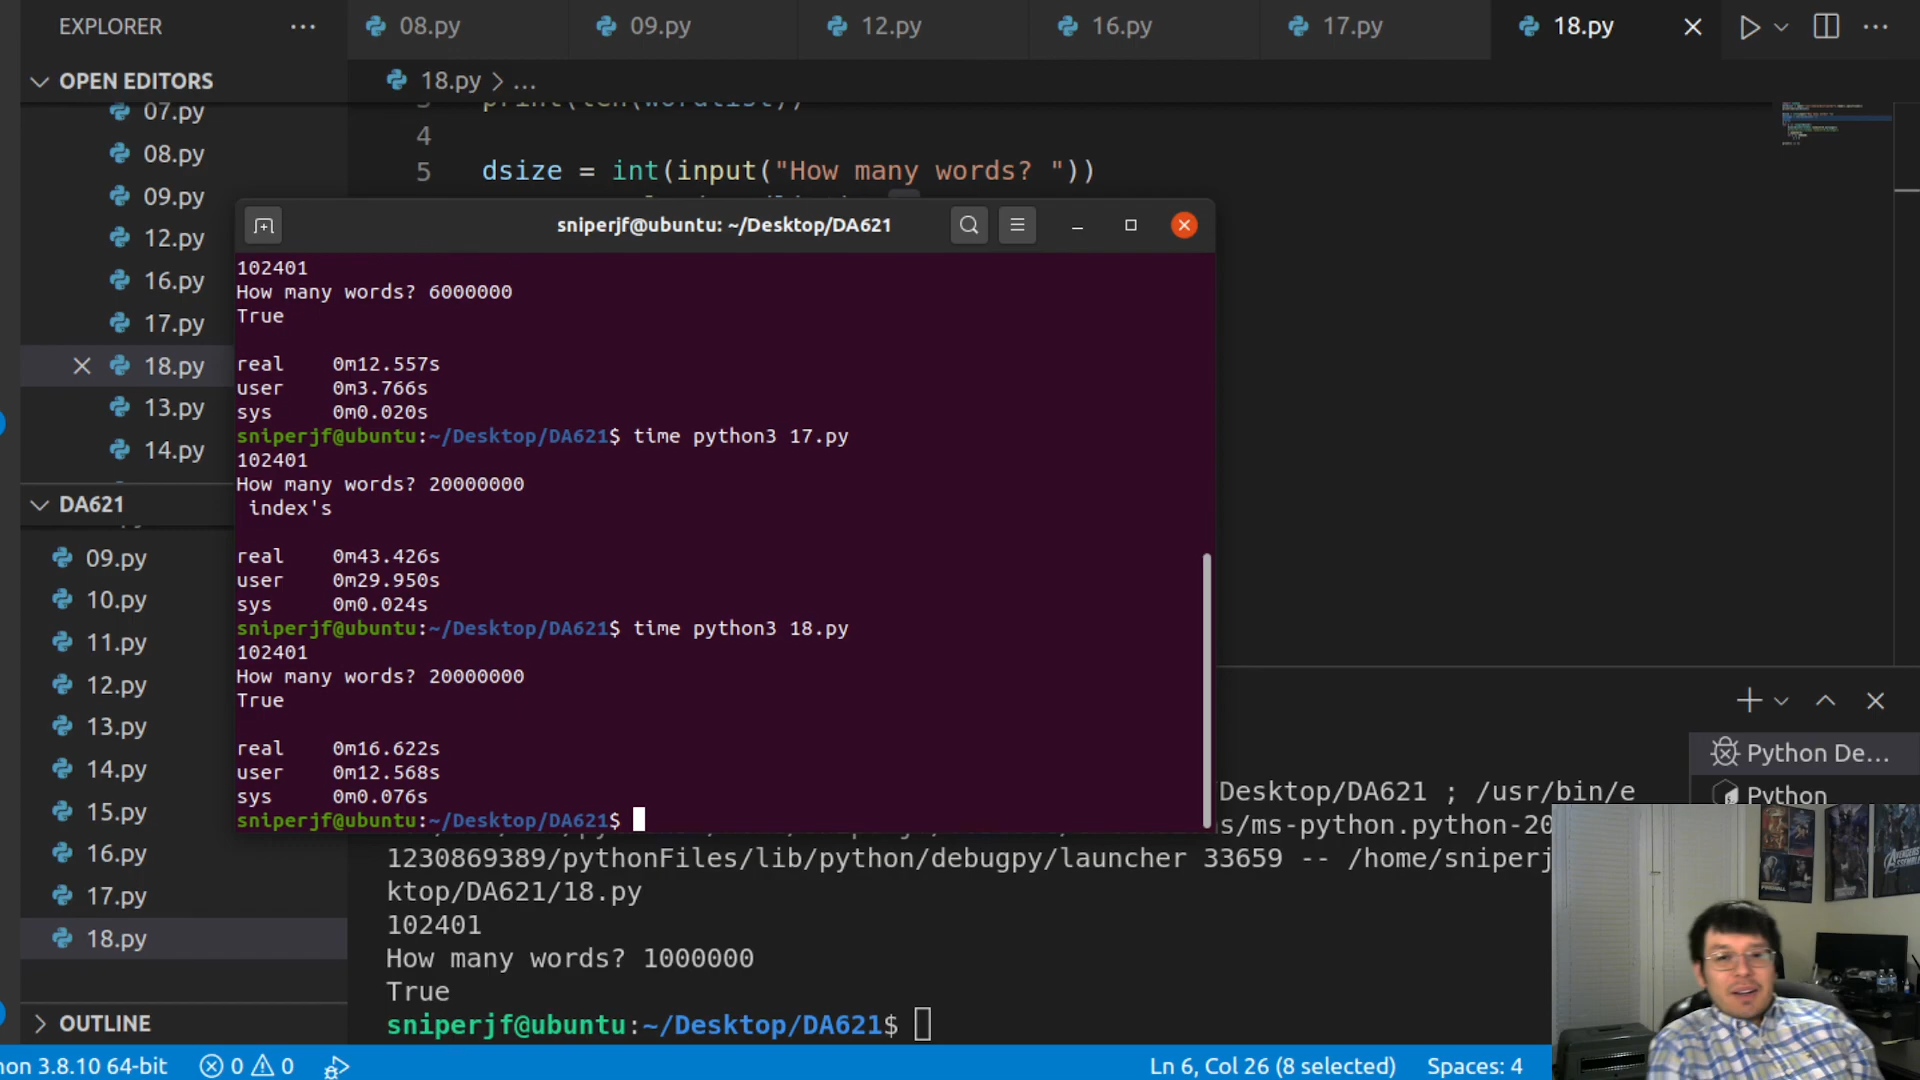 EXPLORER
08.py
09.py
12.py
16.py
17.py
18.py
OPEN EDITORS
18.py > ...
07.py
08.py
09.py
12.py
16.py
17.py
18.py
13.py
14.py
DA621
09.py
10.py
11.py
12.py
13.py
14.py
15.py
16.py
17.py
18.py
OUTLINE
print(len(wordlist))
4
5 dsize = int(input("How many words? "))
sniperjf@ubuntu: ~/Desktop/DA621
102401
How many words? 6000000
True
real 0m12.557s
user 0m3.766s
sys 0m0.020s
sniperjf@ubuntu:~/Desktop/DA621$ time python3 17.py
102401
How many words? 20000000
index's
real 0m43.426s
user 0m29.950s
sys 0m0.024s
sniperjf@ubuntu:~/Desktop/DA621$ time python3 18.py
102401
How many words? 20000000
True
real 0m16.622s
user 0m12.568s
sys 0m0.076s
sniperjf@ubuntu:~/Desktop/DA621$
Python De...
Python
Desktop/DA621 ; /usr/bin/e
s/ms-python.python-20
1230869389/pythonFiles/lib/python/debugpy/launcher 33659 -- /home/sniperj
ktop/DA621/18.py
102401
How many words? 1000000
True
sniperjf@ubuntu:~/Desktop/DA621$
hon 3.8.10 64-bit
0 0
Ln 6, Col 26 (8 selected)
Spaces: 4